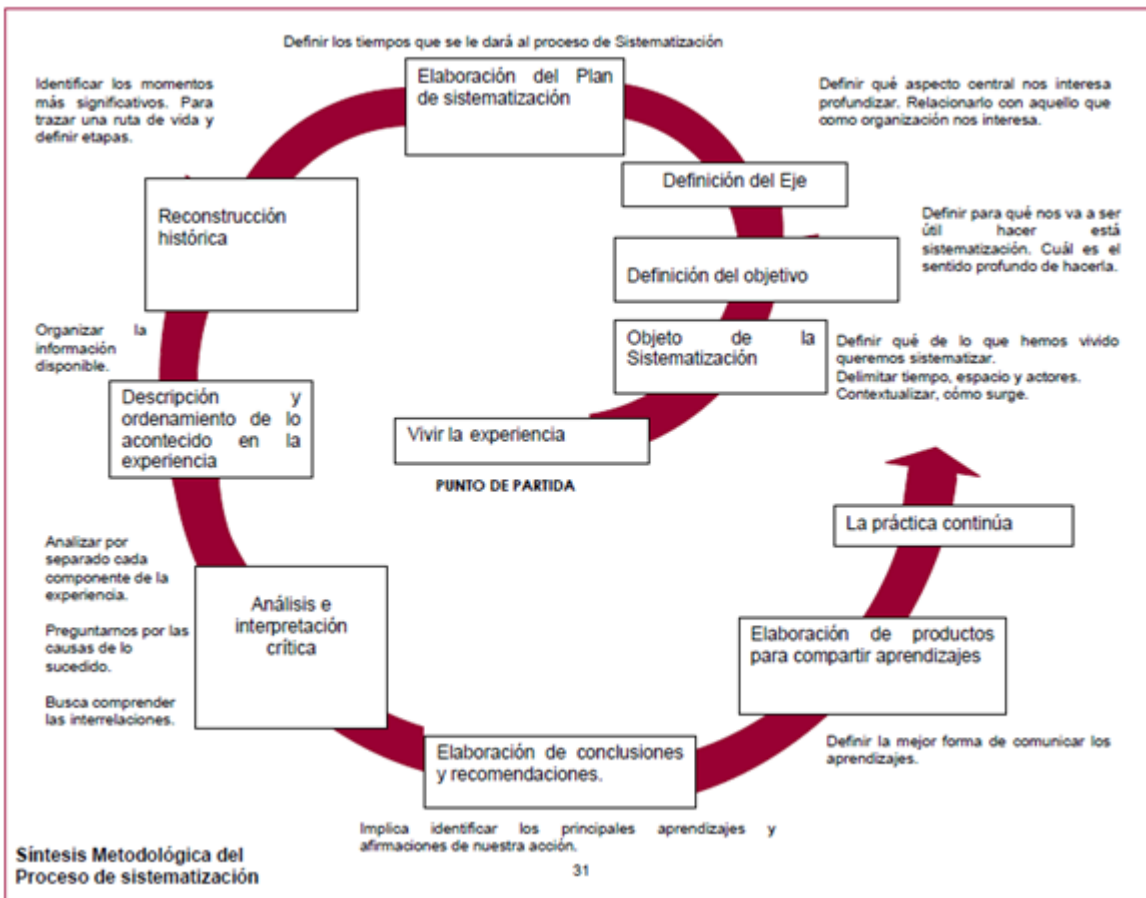 Definir los tiempos que se le dará al proceso de Sistematización
Elaboración del Plan
de sistematización
Identificar los momentos
más significativos. Para
trazar una ruta de vida y
definir etapas.
Definir qué aspecto central nos interesa
profundizar. Relacionarlo con aquello que
como organización nos interesa.
Definición del Eje
Reconstrucción
histórica
Definir para qué nos va a ser
útil hacer está
sistematización. Cuál es el
sentido profundo de hacerla.
Definición del objetivo
Organizar la
información
disponible.
Objeto de la
Sistematización
Definir qué de lo que hemos vivido
queremos sistematizar.
Delimitar tiempo, espacio y actores.
Contextualizar, cómo surge.
Descripción y
ordenamiento de lo
acontecido en la
experiencia
Vivir la experiencia
PUNTO DE PARTIDA
La práctica continúa
Analizar por
separado cada
componente de la
experiencia.
Preguntarnos por las
causas de lo
sucedido.
Busca comprender
las interrelaciones.
Análisis e
interpretación
crítica
Elaboración de productos
para compartir aprendizajes
Definir la mejor forma de comunicar los
aprendizajes.
Elaboración de conclusiones
y recomendaciones.
Implica identificar los principales aprendizajes y
afirmaciones de nuestra acción.
Síntesis Metodológica del
Proceso de sistematización
31